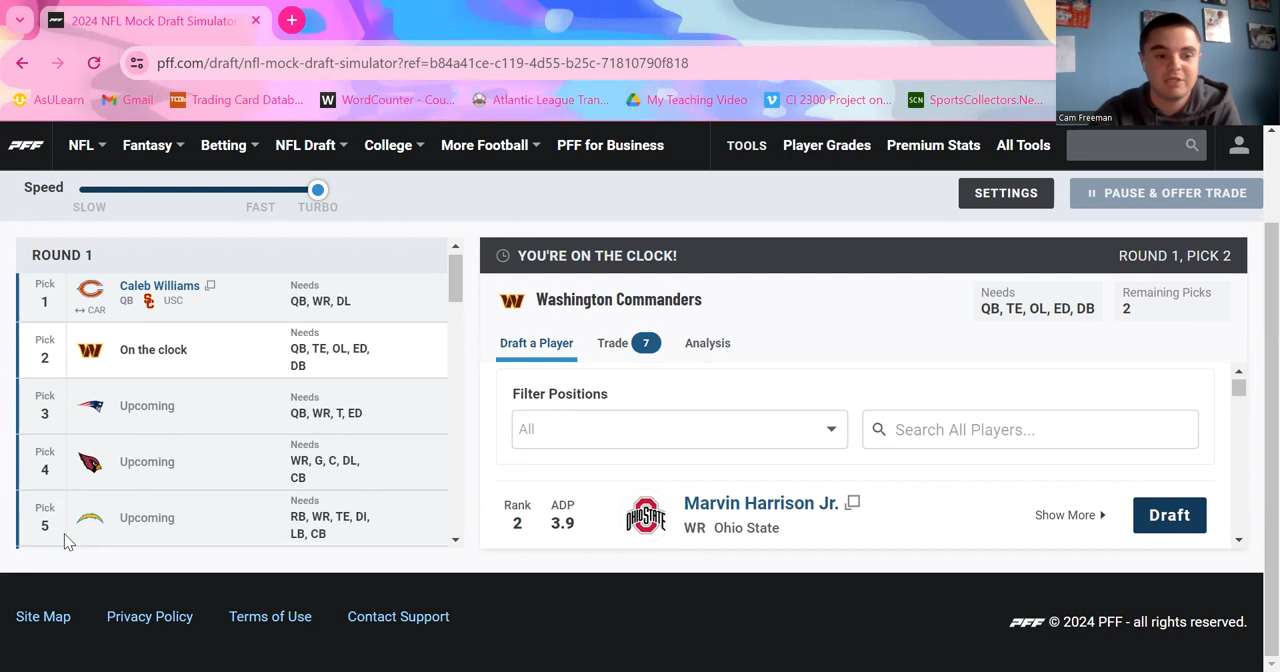 2024 NFL Mock Draft Simulator
pff.com/draft/nfl-mock-draft-simulator?ref=b84a41ce-c119-4d55-b25c-71810790f818
AsULearn
Gmail
Trading Card Datab...
WordCounter - Cou...
Atlantic League Tran...
My Teaching Video
CI 2300 Project on...
SportsCollectors.Ne...
Cam Freeman
PFF NFL Fantasy Betting NFL Draft College More Football PFF for Business TOOLS Player Grades Premium Stats All Tools
Speed
SLOW FAST TURBO
SETTINGS
PAUSE & OFFER TRADE
ROUND 1
Pick
1
CAR
Caleb Williams
QB USC
Needs
QB, WR, DL
Pick
2
On the clock
Needs
QB, TE, OL, ED,
DB
Pick
3
Upcoming
Needs
QB, WR, T, ED
Pick
4
Upcoming
Needs
WR, G, C, DL,
CB
Pick
5
Upcoming
Needs
RB, WR, TE, DI,
LB, CB
YOU'RE ON THE CLOCK!
ROUND 1, PICK 2
Washington Commanders
Needs
QB, TE, OL, ED, DB
Remaining Picks
2
Draft a Player
Trade 7
Analysis
Filter Positions
All
Search All Players...
Rank
2
ADP
3.9
OHIO STATE
Marvin Harrison Jr.
WR Ohio State
Show More
Draft
Site Map
Privacy Policy
Terms of Use
Contact Support
PFF © 2024 PFF - all rights reserved.